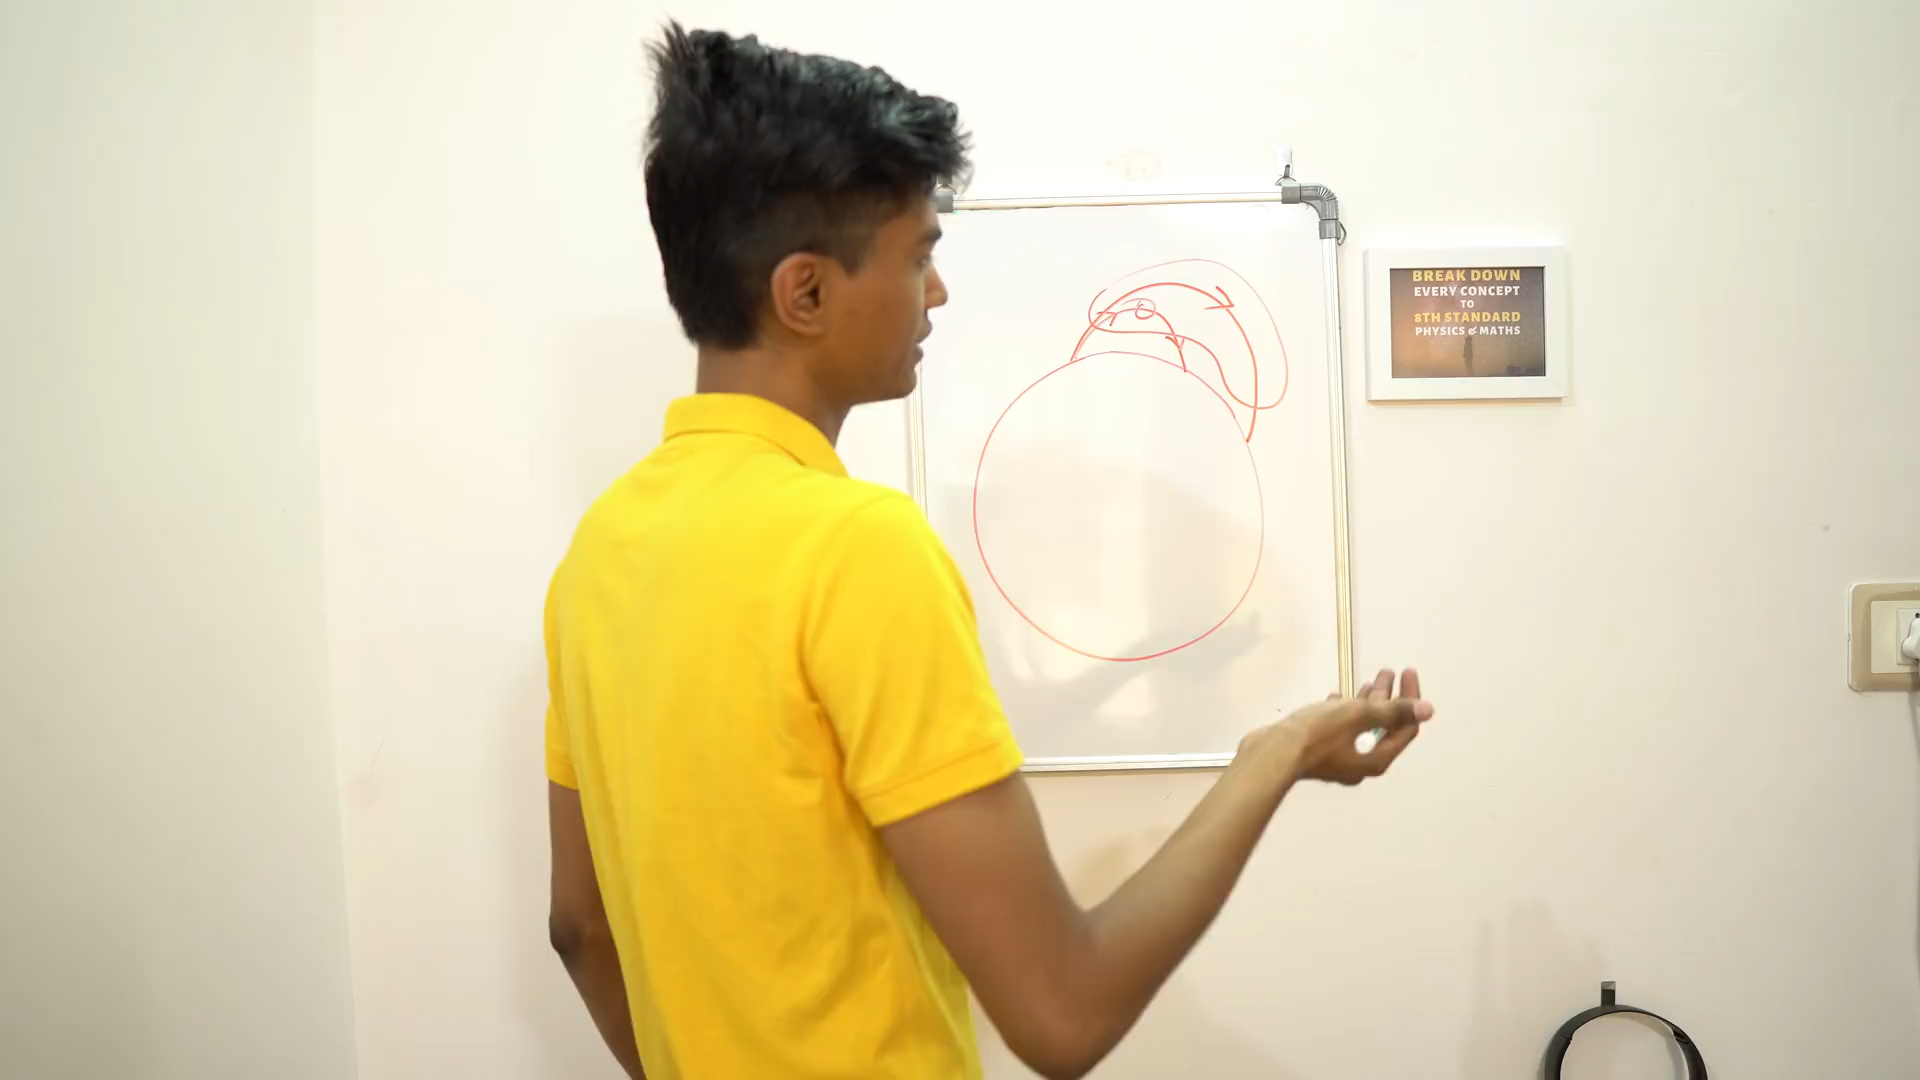 BREAK DOWN
EVERY CONCEPT
TO
8TH STANDARD
PHYSICS & MATHS